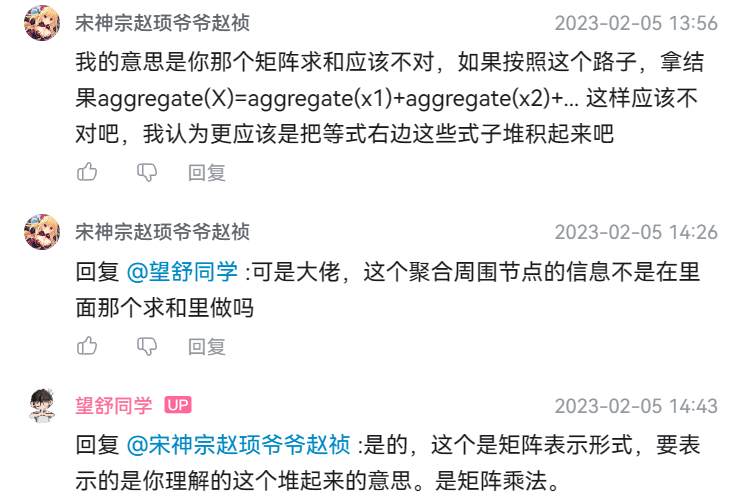 宋神宗赵顼爷爷赵祯 2023-02-05 13:56
我的意思是你那个矩阵求和应该不对，如果按照这个路子，拿结
果aggregate(X)=aggregate(x1)+aggregate(x2)+... 这样应该不
对吧，我认为更应该是把等式右边这些式子堆积起来吧
回复
宋神宗赵顼爷爷赵祯 2023-02-05 14:26
回复 @望舒同学 :可是大佬，这个聚合周围节点的信息不是在里
面那个求和里做吗
回复
望舒同学 UP 2023-02-05 14:43
回复 @宋神宗赵顼爷爷赵祯 :是的，这个是矩阵表示形式，要表
示的是你理解的这个堆起来的意思。是矩阵乘法。